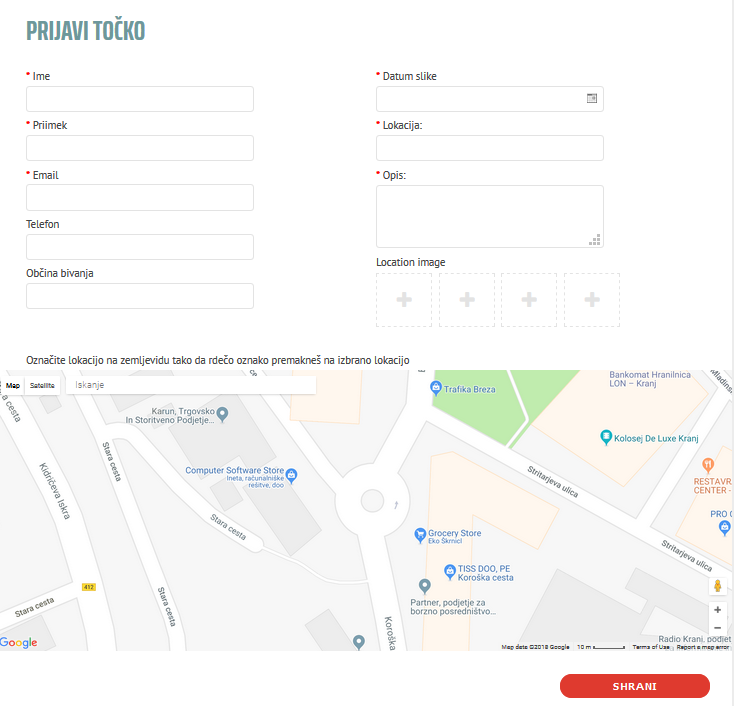 PRIJAVI TOČKO
* Ime
* Priimek
* Email
Telefon
Občina bivanja
* Datum slike
* Lokacija:
* Opis:
Location image
Označite lokacijo na zemljevidu tako da rdečo oznako premakneš na izbrano lokacijo
Map
Satellite
Iskanje
cesta
Kidričeva Iskra
Stara cesta
Karun, Trgovsko
In Storitveno Podjetje...
Computer Software Store
Ineta, računalniške
rešitve, doo
Stara cesta
412
Stara cesta
Stara cesta
Trafika Breza
Bankomat Hranilnica
LON – Kranj
Kolosej De Luxe Kranj
RESTAVR
CENTER -
PRO
Stritarjeva ulica
Stritarjeva ulica
Grocery Store
Eko Škrnicl
TISS DOO, PE
Koroška cesta
Partner, podjetje za
borzno posredništvo...
Koroška
Radio Kranj, podjet
Google
Map data ©2018 Google
10 m
Terms of Use
Report a map error
SHRANI